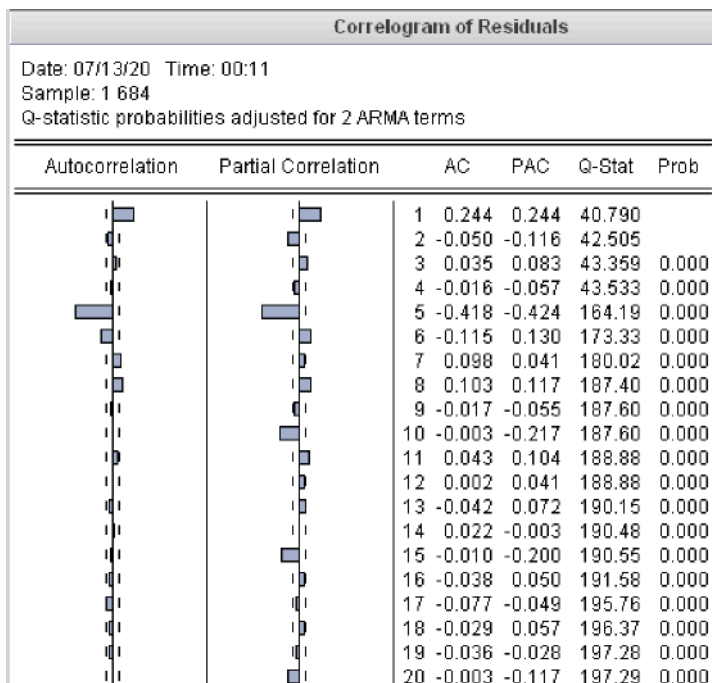 Correlogram of Residuals
Date: 07/13/20 Time: 00:11
Sample: 1 684
Q-statistic probabilities adjusted for 2 ARMA terms
Autocorrelation Partial Correlation AC PAC Q-Stat Prob
1 0.244 0.244 40.790
2 -0.050 -0.116 42.505
3 0.035 0.083 43.359 0.000
4 -0.016 -0.057 43.533 0.000
5 -0.418 -0.424 164.19 0.000
6 -0.115 0.130 173.33 0.000
7 0.098 0.041 180.02 0.000
8 0.103 0.117 187.40 0.000
9 -0.017 -0.055 187.60 0.000
10 -0.003 -0.217 187.60 0.000
11 0.043 0.104 188.88 0.000
12 0.002 0.041 188.88 0.000
13 -0.042 0.072 190.15 0.000
14 0.022 -0.003 190.48 0.000
15 -0.010 -0.200 190.55 0.000
16 -0.038 0.050 191.58 0.000
17 -0.077 -0.049 195.76 0.000
18 -0.029 0.057 196.37 0.000
19 -0.036 -0.028 197.28 0.000
20 -0.003 -0.117 197.29 0.000